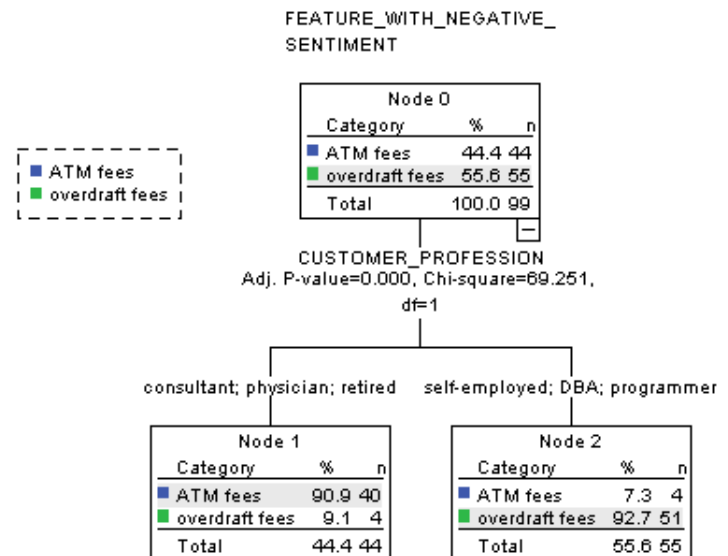 FEATURE_WITH_NEGATIVE_
SENTIMENT
Node 0
Category % n
ATM fees 44.4 44
overdraft fees 55.6 55
Total 100.0 99
ATM fees
overdraft fees
CUSTOMER_PROFESSION
Adj. P-value=0.000, Chi-square=69.251,
df=1
consultant; physician; retired
self-employed; DBA; programmer
Node 1
Category % n
ATM fees 90.9 40
overdraft fees 9.1 4
Total 44.4 44
Node 2
Category % n
ATM fees 7.3 4
overdraft fees 92.7 51
Total 55.6 55